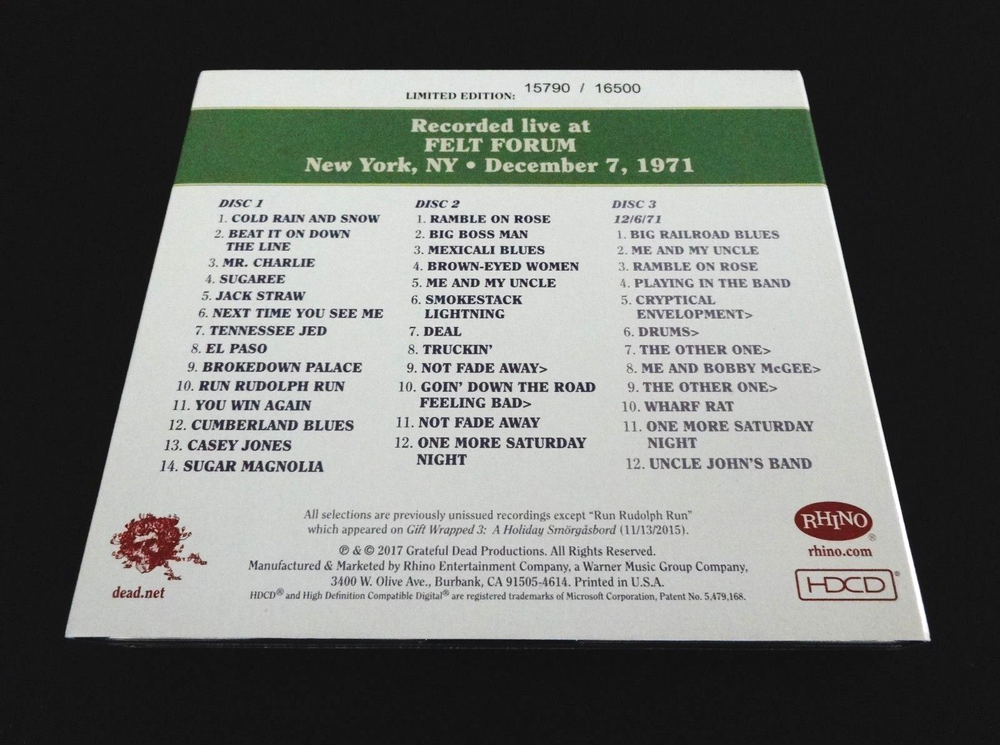 LIMITED EDITION: 15790 / 16500
Recorded live at
FELT FORUM
New York, NY • December 7, 1971
DISC 1
1. COLD RAIN AND SNOW
2. BEAT IT ON DOWN
THE LINE
3. MR. CHARLIE
4. SUGAREE
5. JACK STRAW
6. NEXT TIME YOU SEE ME
7. TENNESSEE JED
8. EL PASO
9. BROKEDOWN PALACE
10. RUN RUDOLPH RUN
11. YOU WIN AGAIN
12. CUMBERLAND BLUES
13. CASEY JONES
14. SUGAR MAGNOLIA
DISC 2
1. RAMBLE ON ROSE
2. BIG BOSS MAN
3. MEXICALI BLUES
4. BROWN-EYED WOMEN
5. ME AND MY UNCLE
6. SMOKESTACK
LIGHTNING
7. DEAL
8. TRUCKIN'
9. NOT FADE AWAY>
10. GOIN' DOWN THE ROAD
FEELING BAD>
11. NOT FADE AWAY
12. ONE MORE SATURDAY
NIGHT
DISC 3
12/6/71
1. BIG RAILROAD BLUES
2. ME AND MY UNCLE
3. RAMBLE ON ROSE
4. PLAYING IN THE BAND
5. CRYPTICAL
ENVELOPMENT>
6. DRUMS>
7. THE OTHER ONE>
8. ME AND BOBBY McGEE>
9. THE OTHER ONE>
10. WHARF RAT
11. ONE MORE SATURDAY
NIGHT
12. UNCLE JOHN'S BAND
All selections are previously unissued recordings except "Run Rudolph Run"
which appeared on Gift Wrapped 3: A Holiday Smörgåsbord (11/13/2015).
℗ & © 2017 Grateful Dead Productions. All Rights Reserved.
Manufactured & Marketed by Rhino Entertainment Company, a Warner Music Group Company,
3400 W. Olive Ave., Burbank, CA 91505-4614. Printed in U.S.A.
HDCD® and High Definition Compatible Digital® are registered trademarks of Microsoft Corporation, Patent No. 5,479,168.
dead.net
RHINO®
rhino.com
HDCD®